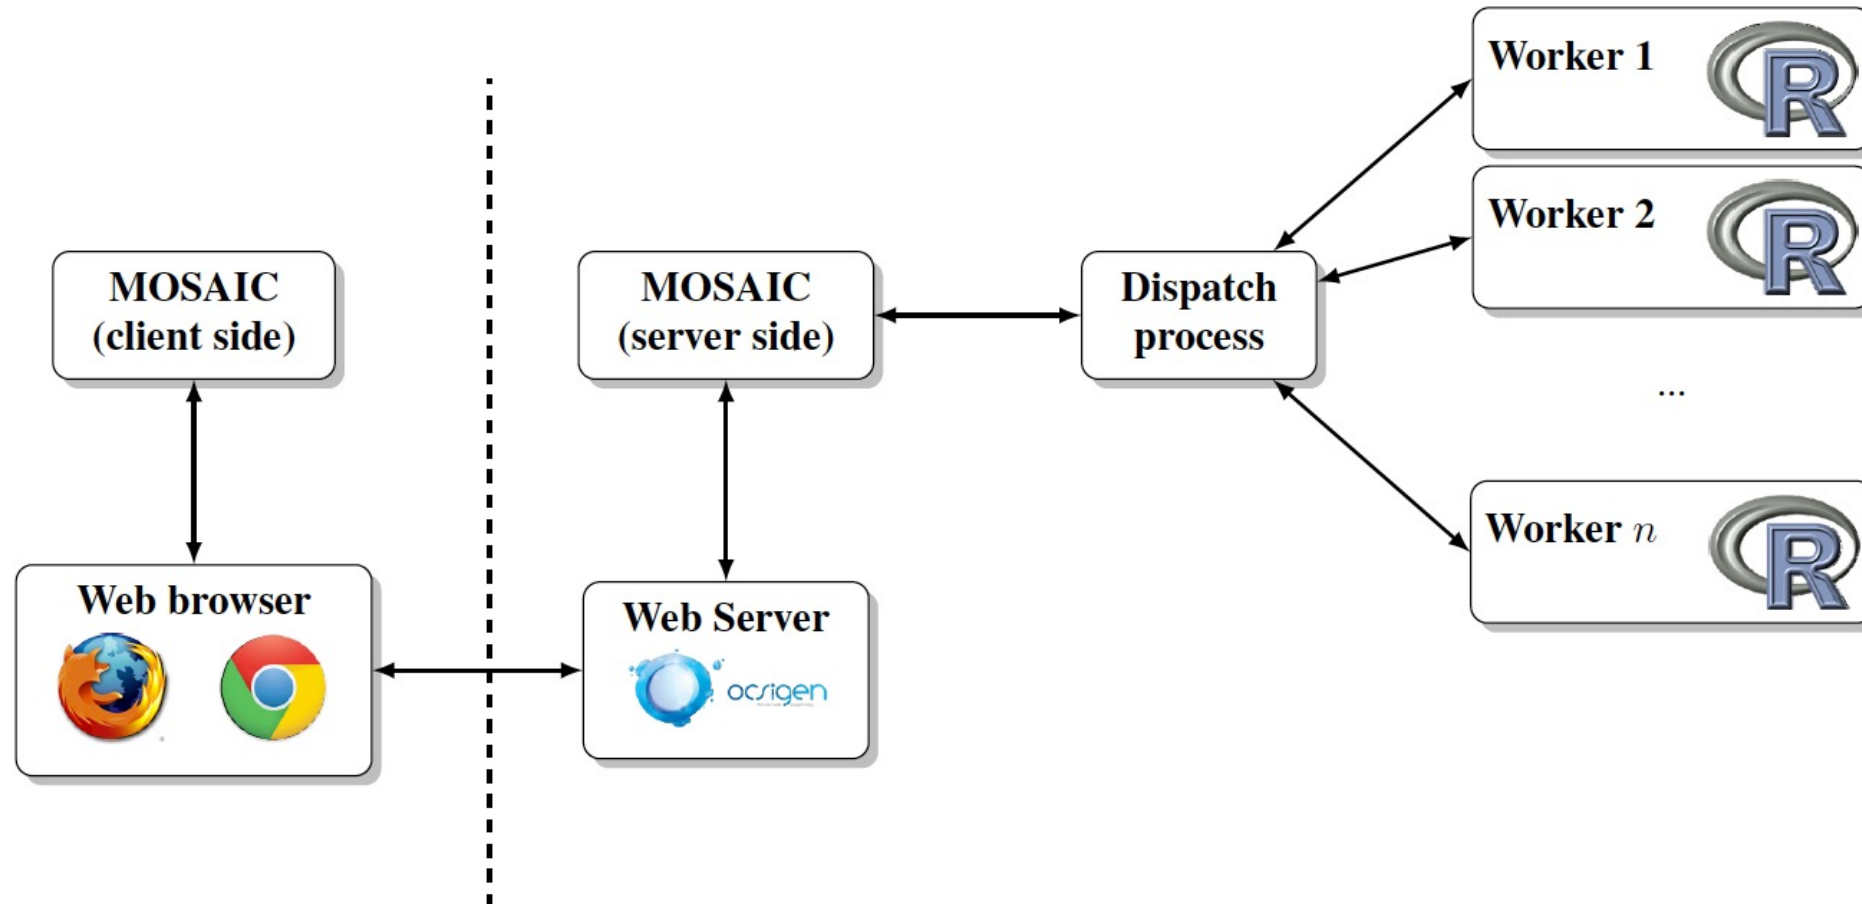 Worker 1
R
Worker 2
R
MOSAIC
(client side)
MOSAIC
(server side)
Dispatch
process
...
Worker n
R
Web browser
Web Server
ocsigen